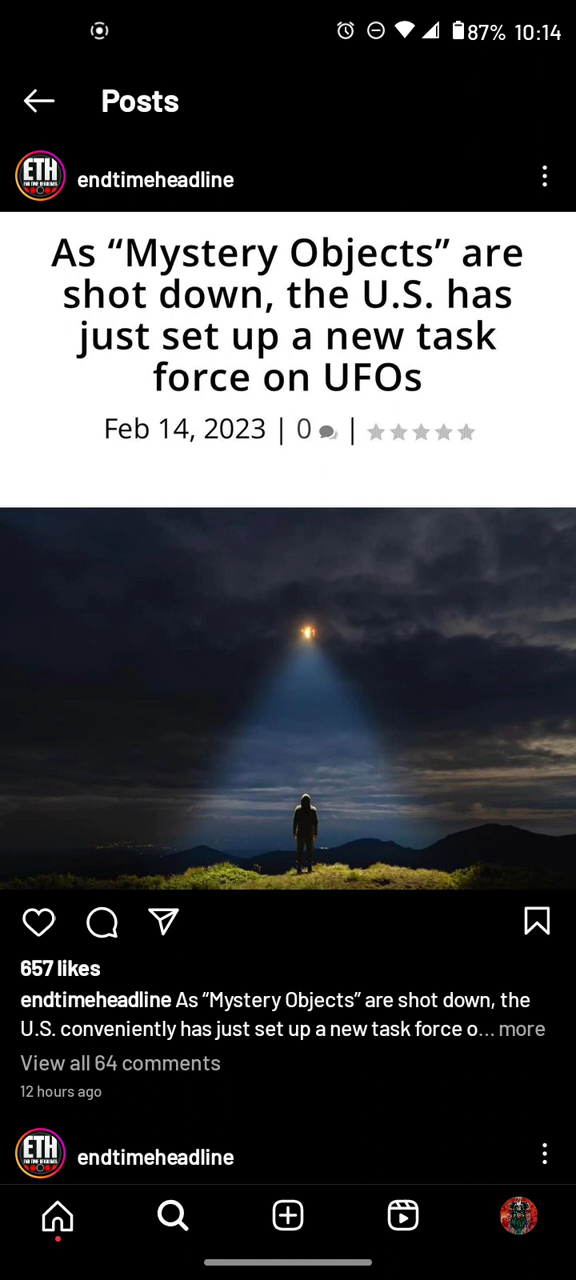 87% 10:14
Posts
ETH
endtimeheadline
As “Mystery Objects” are
shot down, the U.S. has
just set up a new task
force on UFOs
Feb 14, 2023 | 0 |
657 likes
endtimeheadline As “Mystery Objects” are shot down, the
U.S. conveniently has just set up a new task force o... more
View all 64 comments
12 hours ago
ETH
endtimeheadline